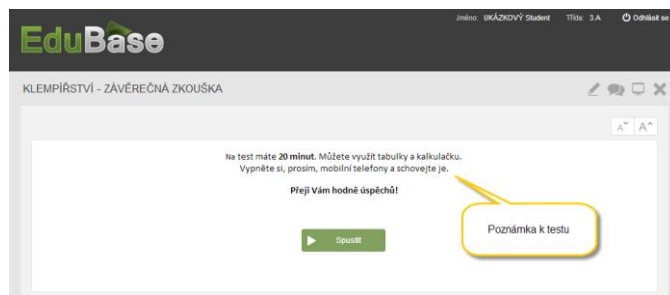 Jméno: UKÁZKOVÝ Student Třída: 3.A Odhlásit se
EduBase
KLEMPÍŘSTVÍ - ZÁVĚREČNÁ ZKOUŠKA
A A
Na test máte 20 minut. Můžete využít tabulky a kalkulačku.
Vypněte si, prosím, mobilní telefony a schovejte je.
Přeji Vám hodně úspěchů!
Poznámka k testu
Spustit